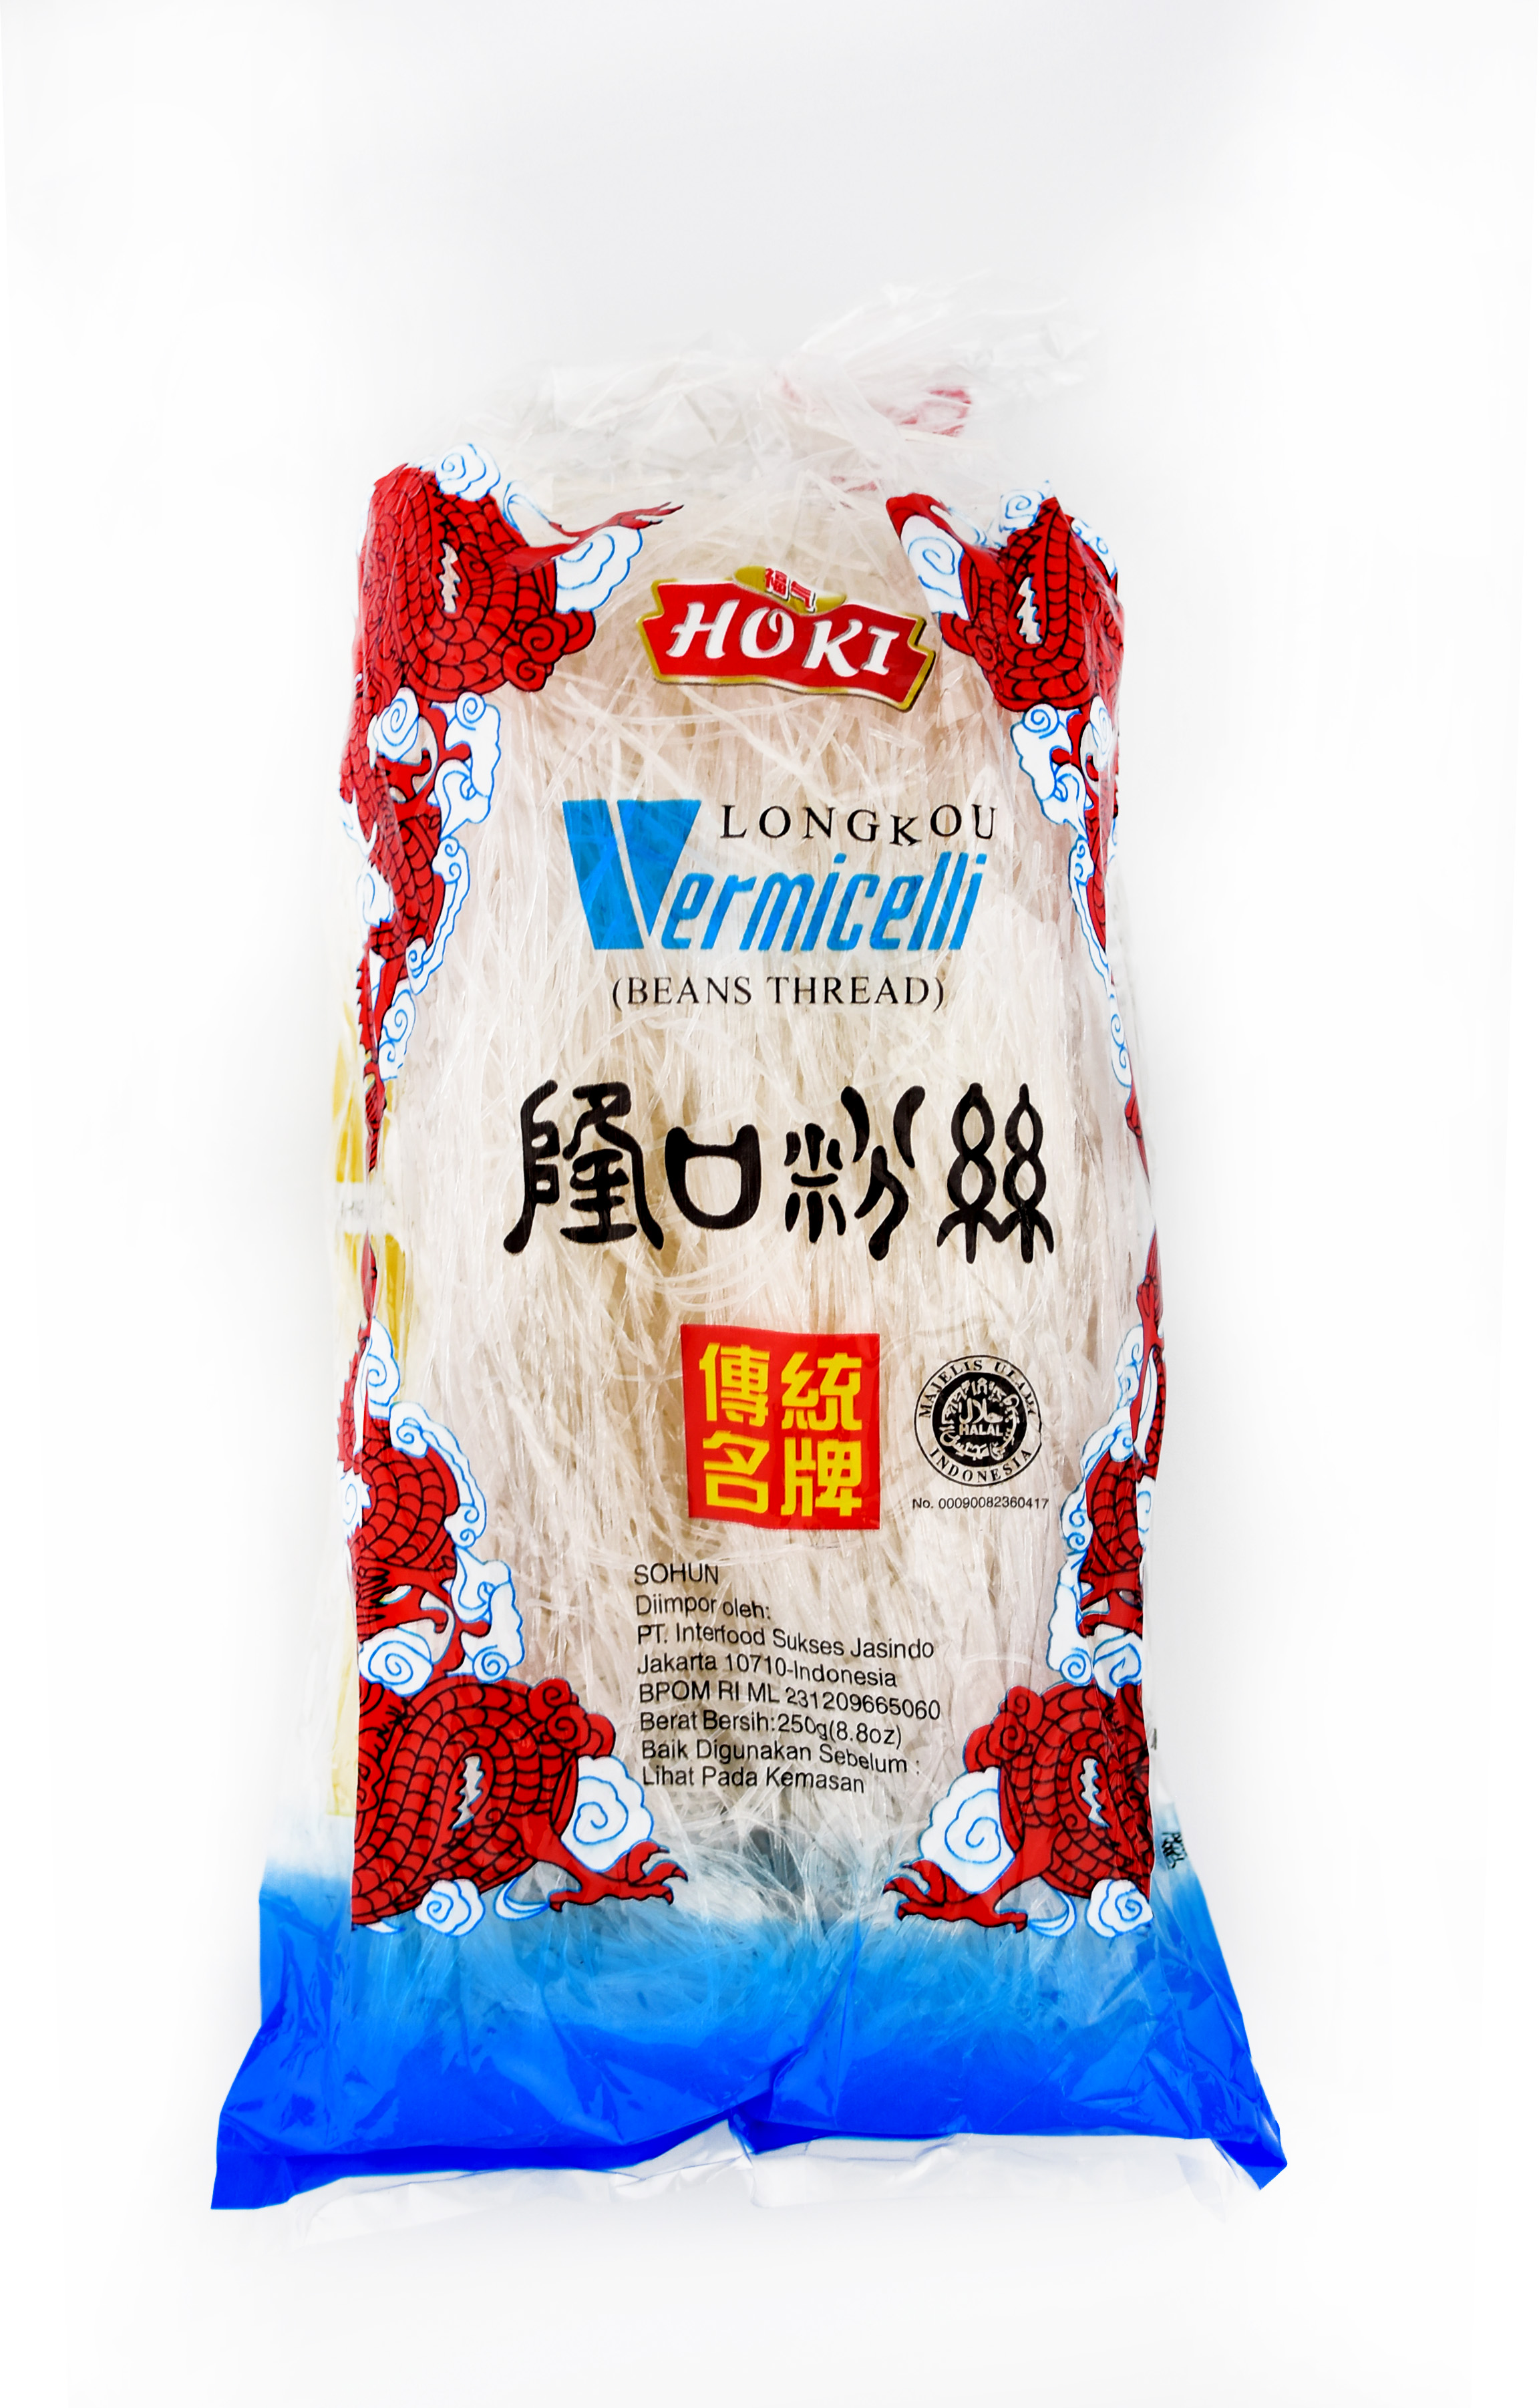 福气
HOKI
LONGKOU
Vermicelli
(BEANS THREAD)
隆口粉絲
傳統
名牌
MAJELIS ULAMA
حلال
HALAL
INDONESIA
No. 00090082360417
SOHUN
Diimpor oleh:
PT. Interfood Sukses Jasindo
Jakarta 10710-Indonesia
BPOM RI ML 231209665060
Berat Bersih:250g(8.8oz)
Baik Digunakan Sebelum :
Lihat Pada Kemasan